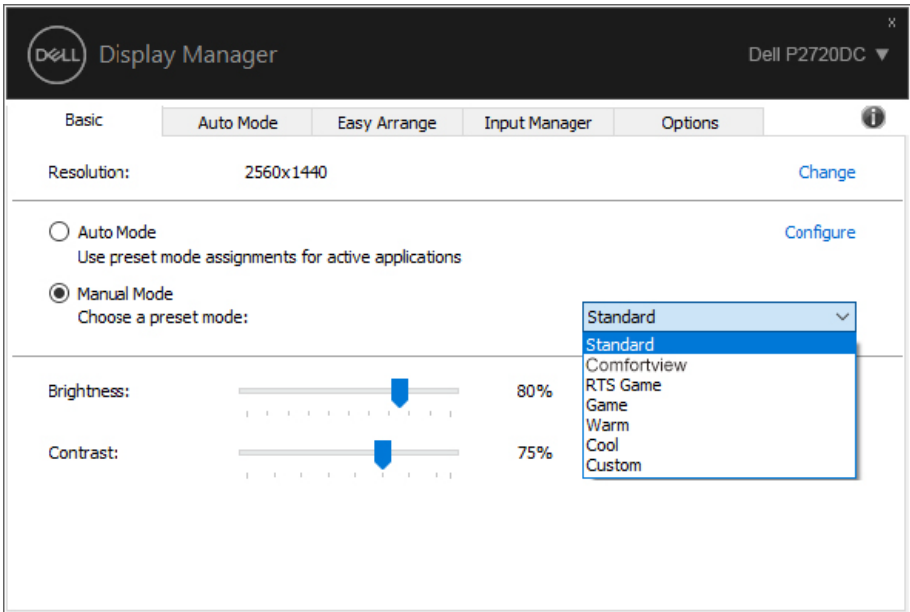 x
DELL Display Manager Dell P2720DC ▼
Basic Auto Mode Easy Arrange Input Manager Options i
Resolution: 2560x1440 Change
Auto Mode Configure
Use preset mode assignments for active applications
Manual Mode
Choose a preset mode: Standard
Standard
Comfortview
RTS Game
Game
Warm
Cool
Custom
Brightness: 80%
Contrast: 75%